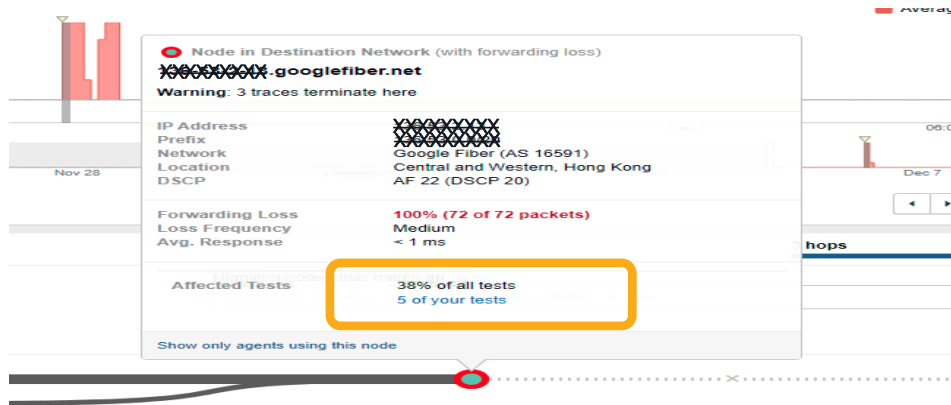 Average
Node in Destination Network (with forwarding loss)
.googlefiber.net
Warning: 3 traces terminate here
IP Address
Prefix
Network Google Fiber (AS 16591)
Location Central and Western, Hong Kong
DSCP AF 22 (DSCP 20)
Forwarding Loss 100% (72 of 72 packets)
Loss Frequency Medium
Avg. Response < 1 ms
Affected Tests 38% of all tests
5 of your tests
Show only agents using this node
Nov 28
06:0
Dec 7
hops